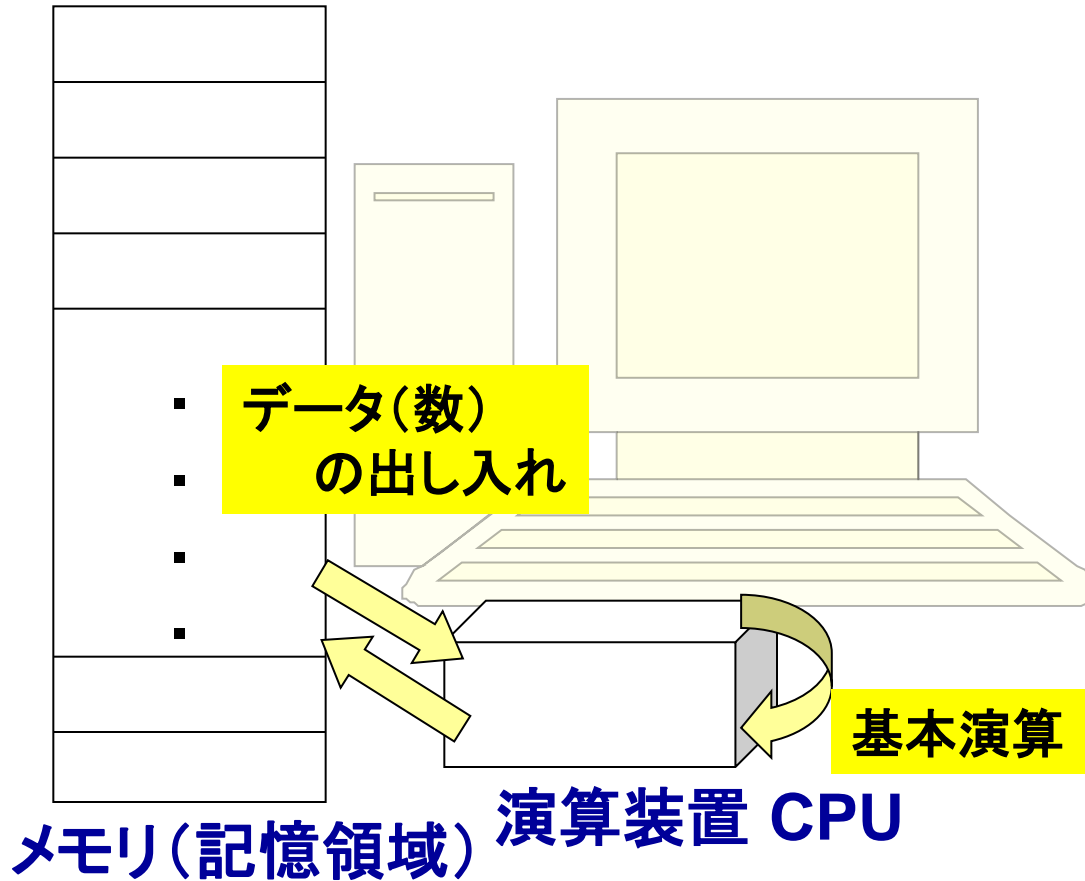 データ(数)
の出し入れ
基本演算
演算装置 CPU
メモリ(記憶領域)